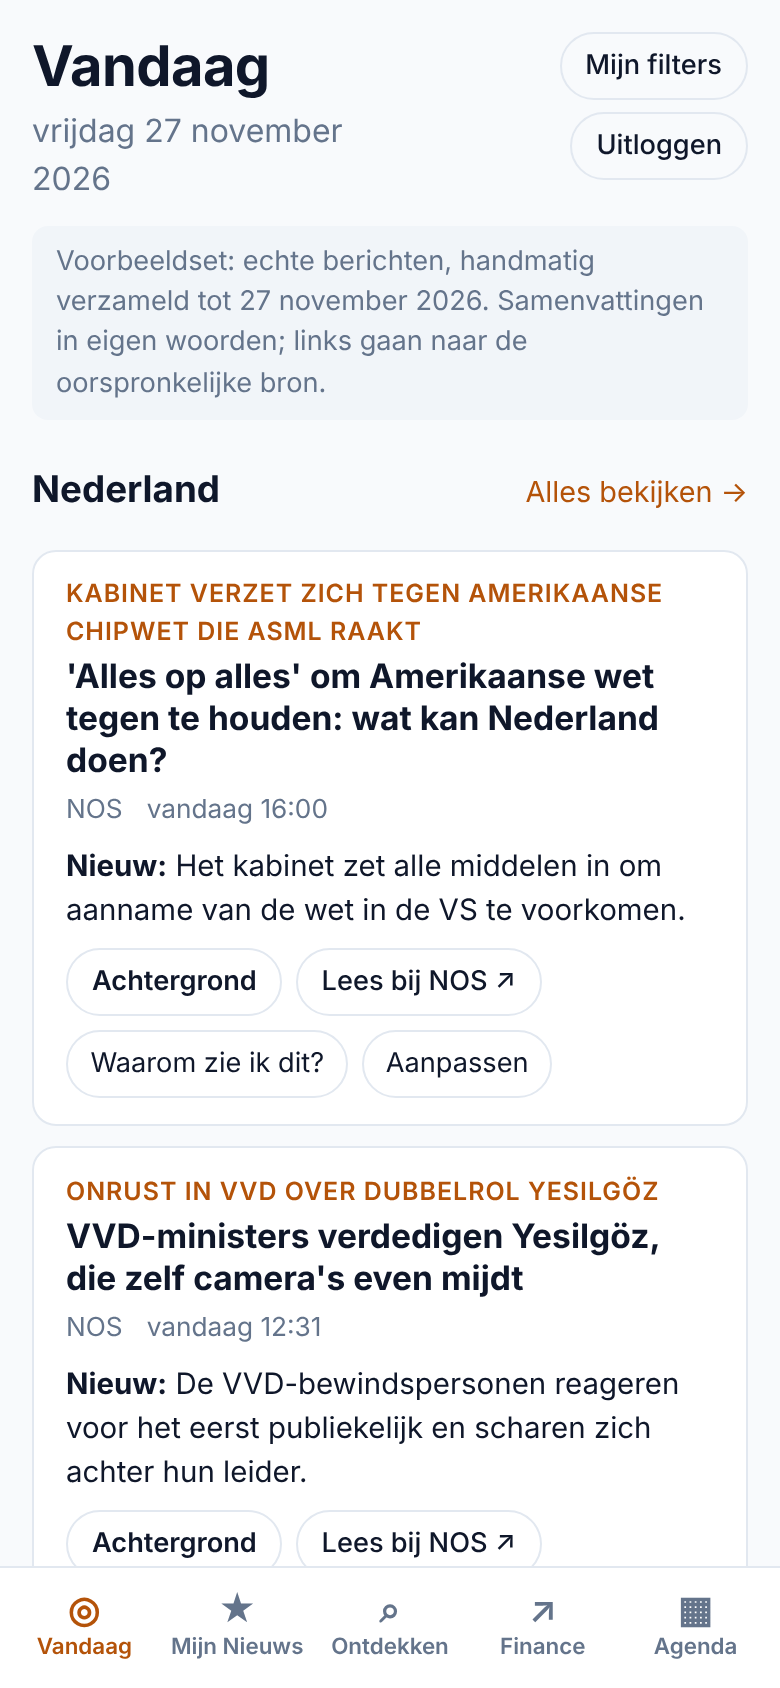 Vandaag
Mijn filters
vrijdag 27 november
2026
Uitloggen
Voorbeeldset: echte berichten, handmatig
verzameld tot 27 november 2026. Samenvattingen
in eigen woorden; links gaan naar de
oorspronkelijke bron.
Nederland
Alles bekijken →
KABINET VERZET ZICH TEGEN AMERIKAANSE
CHIPWET DIE ASML RAAKT
'Alles op alles' om Amerikaanse wet
tegen te houden: wat kan Nederland
doen?
NOS vandaag 16:00
Nieuw: Het kabinet zet alle middelen in om
aanname van de wet in de VS te voorkomen.
Achtergrond Lees bij NOS ↗
Waarom zie ik dit? Aanpassen
ONRUST IN VVD OVER DUBBELROL YESILGÖZ
VVD-ministers verdedigen Yesilgöz,
die zelf camera's even mijdt
NOS vandaag 12:31
Nieuw: De VVD-bewindspersonen reageren
voor het eerst publiekelijk en scharen zich
achter hun leider.
Achtergrond Lees bij NOS ↗
Vandaag Mijn Nieuws Ontdekken Finance Agenda